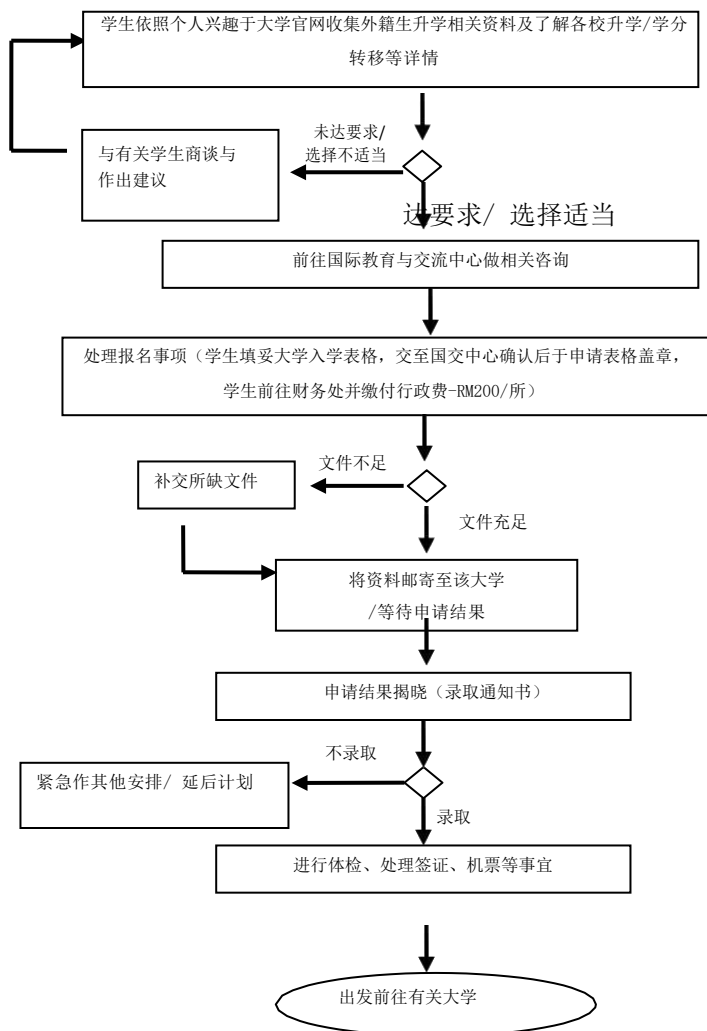 学生依照个人兴趣于大学官网收集外籍生升学相关资料及了解各校升学/学分
转移等详情
未达要求/
选择不适当
与有关学生商谈与
作出建议
达要求/ 选择适当
前往国际教育与交流中心做相关咨询
处理报名事项（学生填妥大学入学表格，交至国交中心确认后于申请表格盖章，
学生前往财务处并缴付行政费-RM200/所）
文件不足
补交所缺文件
文件充足
将资料邮寄至该大学
/等待申请结果
申请结果揭晓（录取通知书）
不录取
紧急作其他安排/ 延后计划
录取
进行体检、处理签证、机票等事宜
出发前往有关大学